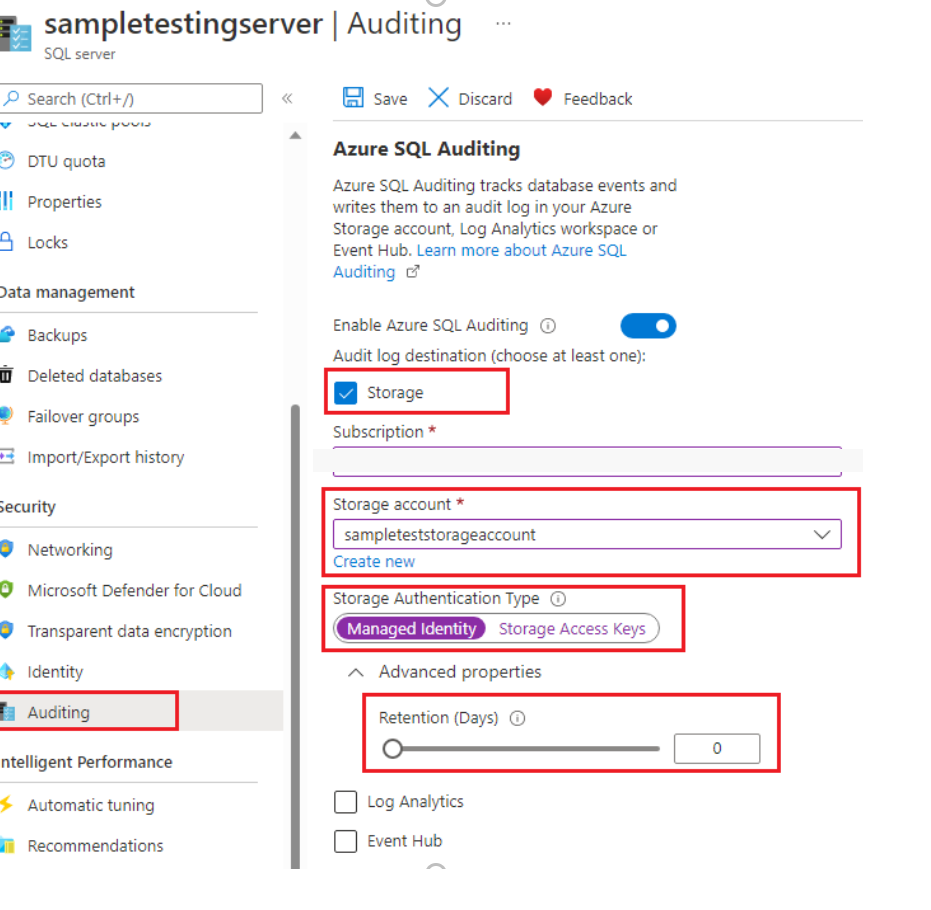 sampletestingserver | Auditing ...
SQL server
Search (Ctrl+/)
«
SQL elastic pools
DTU quota
Properties
Locks
Data management
Backups
Deleted databases
Failover groups
Import/Export history
Security
Networking
Microsoft Defender for Cloud
Transparent data encryption
Identity
Auditing
Intelligent Performance
Automatic tuning
Recommendations
Save Discard Feedback
Azure SQL Auditing
Azure SQL Auditing tracks database events and
writes them to an audit log in your Azure
Storage account, Log Analytics workspace or
Event Hub. Learn more about Azure SQL
Auditing
Enable Azure SQL Auditing
Audit log destination (choose at least one):
Storage
Subscription *
Storage account *
sampleteststorageaccount
Create new
Storage Authentication Type
Managed Identity Storage Access Keys
Advanced properties
Retention (Days)
0
Log Analytics
Event Hub